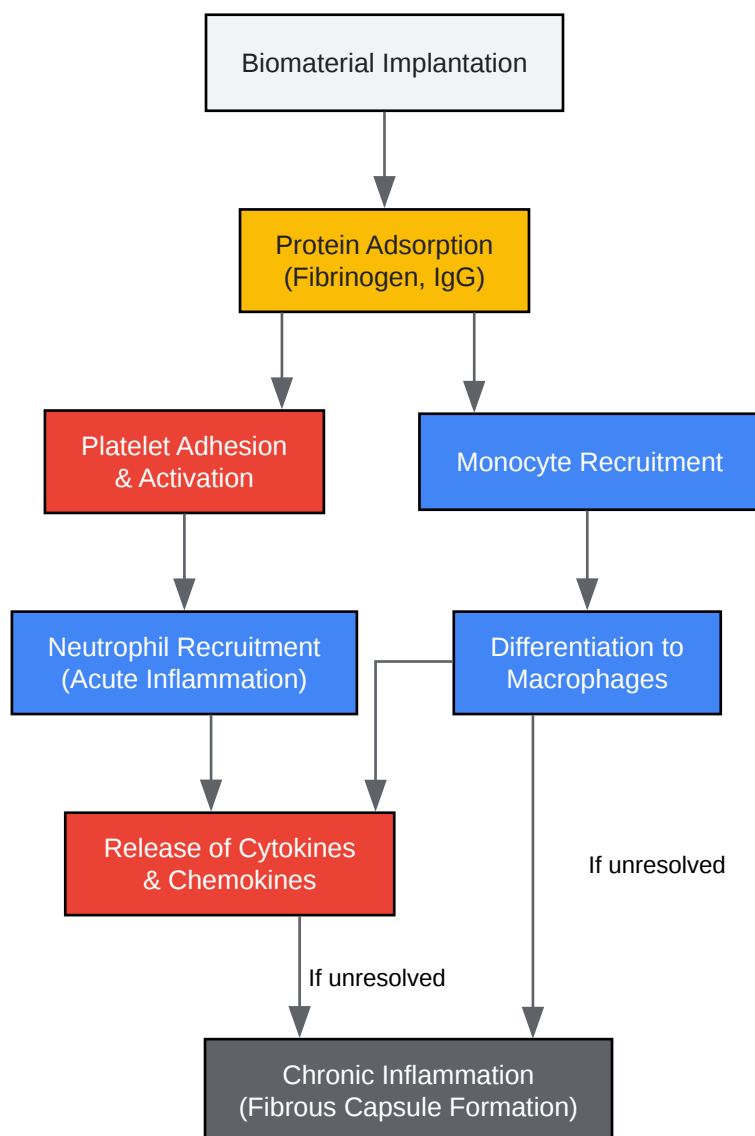 Biomaterial Implantation
Protein Adsorption
(Fibrinogen, IgG)
Platelet Adhesion
& Activation
Monocyte Recruitment
Neutrophil Recruitment
(Acute Inflammation)
Differentiation to
Macrophages
Release of Cytokines
& Chemokines
If unresolved
If unresolved
Chronic Inflammation
(Fibrous Capsule Formation)